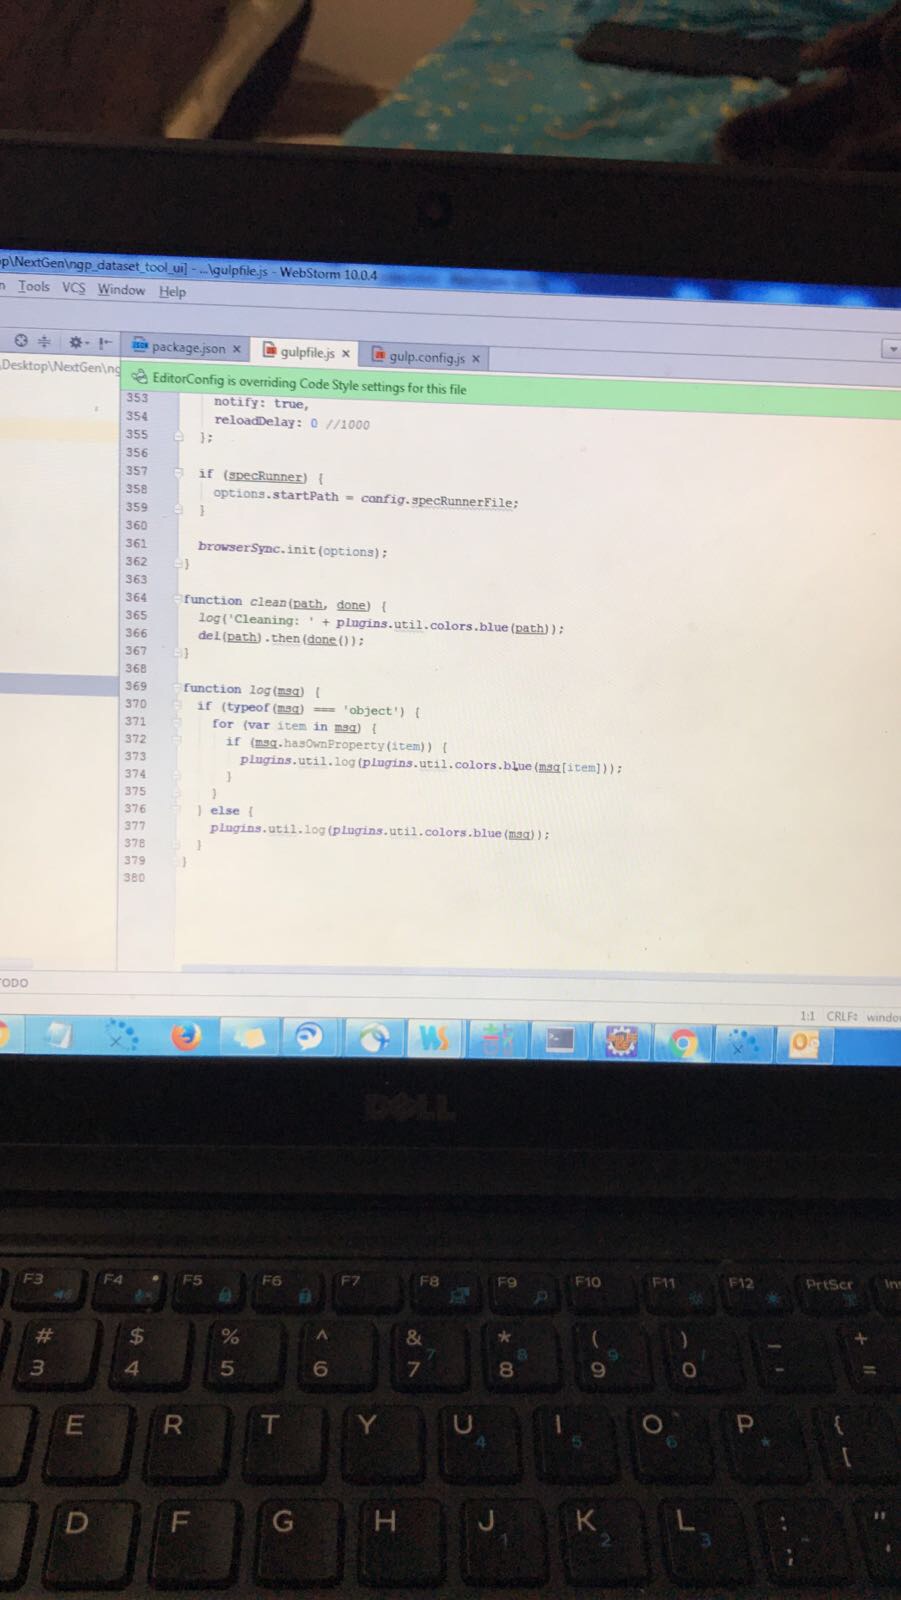 p\NextGen\ngp_dataset_tool_ui] - ...\gulpfile.js - WebStorm 10.0.4
Tools VCS Window Help
package.json × gulpfile.js × gulp.config.js ×
Desktop\NextGen\ng
EditorConfig is overriding Code Style settings for this file
353 notify: true,
354 reloadDelay: 0 //1000
355 };
356
357 if (specRunner) {
358 options.startPath = config.specRunnerFile;
359 }
360
361 browserSync.init(options);
362 }
363
364 function clean(path, done) {
365 log('Cleaning: ' + plugins.util.colors.blue(path));
366 del(path).then(done());
367 }
368
369 function log(msg) {
370 if (typeof(msg) === 'object') {
371 for (var item in msg) {
372 if (msg.hasOwnProperty(item)) {
373 plugins.util.log(plugins.util.colors.blue(msg[item]));
374 }
375 }
376 } else {
377 plugins.util.log(plugins.util.colors.blue(msg));
378 }
379 }
380
ODO
1:1 CRLF: window
DELL
F3 F4 F5 F6 F7 F8 F9 F10 F11 F12 PrtScr In
# $ % ^ & * ( ) _ +
3 4 5 6 7 8 9 0 - =
E R T Y U I O P { [
D F G H J K L : ; " '